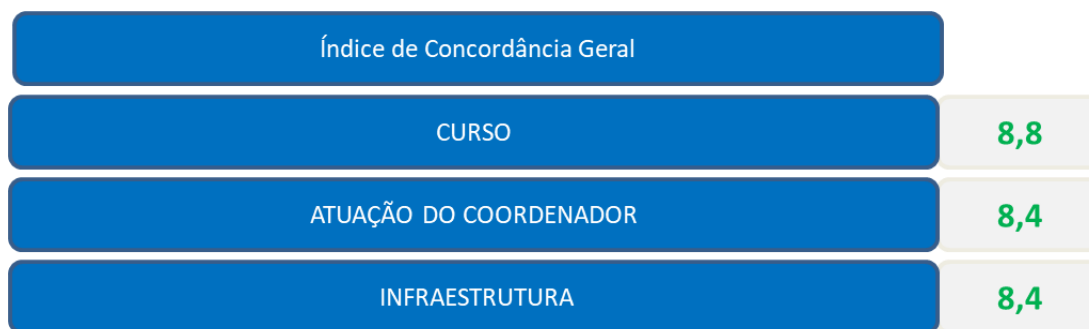 Índice de Concordância Geral
CURSO 8,8
ATUAÇÃO DO COORDENADOR 8,4
INFRAESTRUTURA 8,4